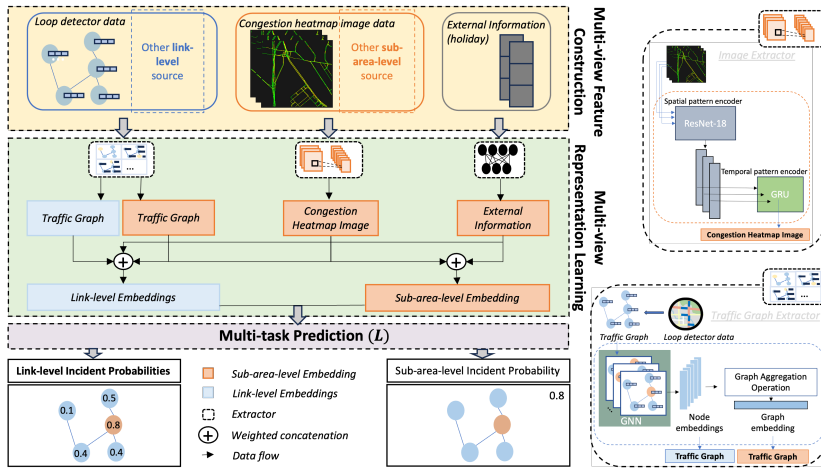 Loop detector data
Other link-
level
source
Congestion heatmap image data
Other sub-
area-level
source
External Information
(holiday)
Multi-view Feature
Construction
Multi-view
Representation Learning
...
Traffic Graph
Traffic Graph
Congestion
Heatmap Image
External
Information
+
+
Link-level Embeddings
Sub-area-level Embedding
Multi-task Prediction (L)
Link-level Incident Probabilities
0.1
0.5
0.8
0.4
0.4
Sub-area-level Embedding
Link-level Embeddings
Extractor
+
Weighted concatenation
Data flow
Sub-area-level Incident Probability
0.8
Image Extractor
Spatial pattern encoder
ResNet-18
Temporal pattern encoder
GRU
Congestion Heatmap Image
...
Traffic Graph Extractor
Traffic Graph
Loop detector data
GNN
Node
embeddings
Graph Aggregation
Operation
Graph
embedding
Traffic Graph
Traffic Graph